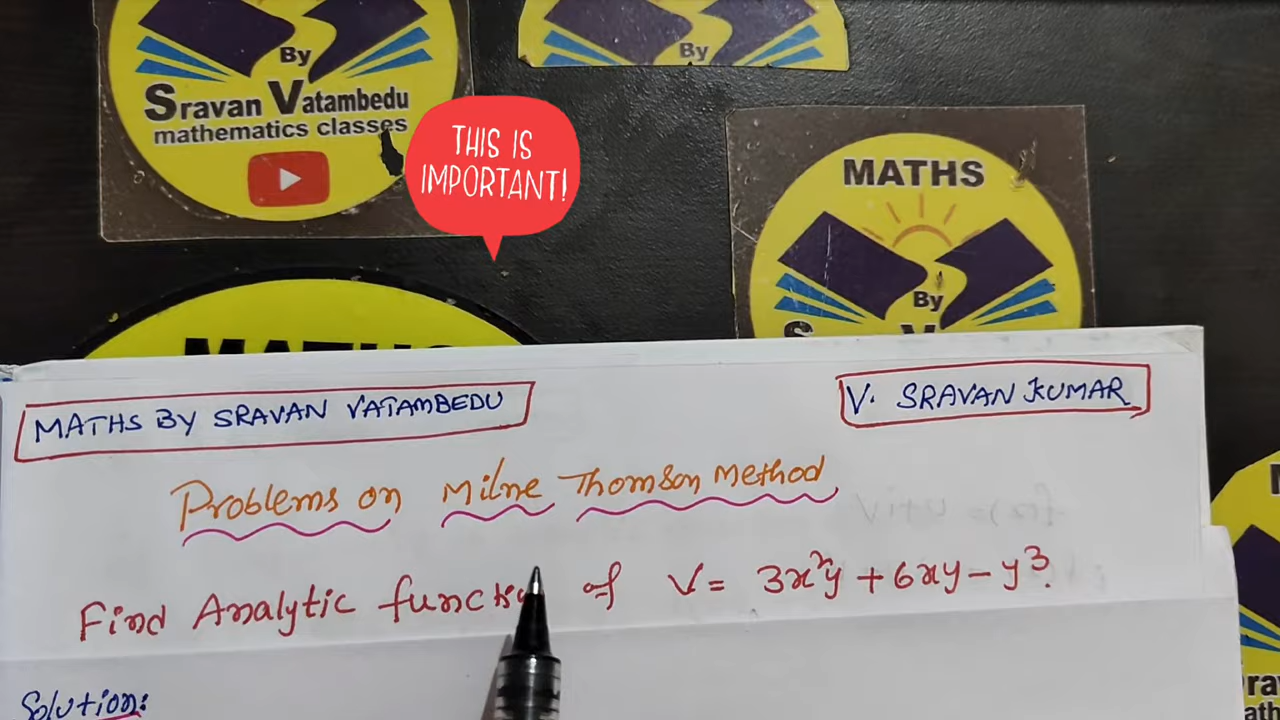 By
Sravan Vatambedu
mathematics classes
By
THIS IS
IMPORTANT!
MATHS
By
MATHS BY SRAVAN VATAMBEDU
V. SRAVAN KUMAR
Problems on Milne Thomson Method
Find Analytic function of V = 3x²y + 6xy - y³.
Solution: